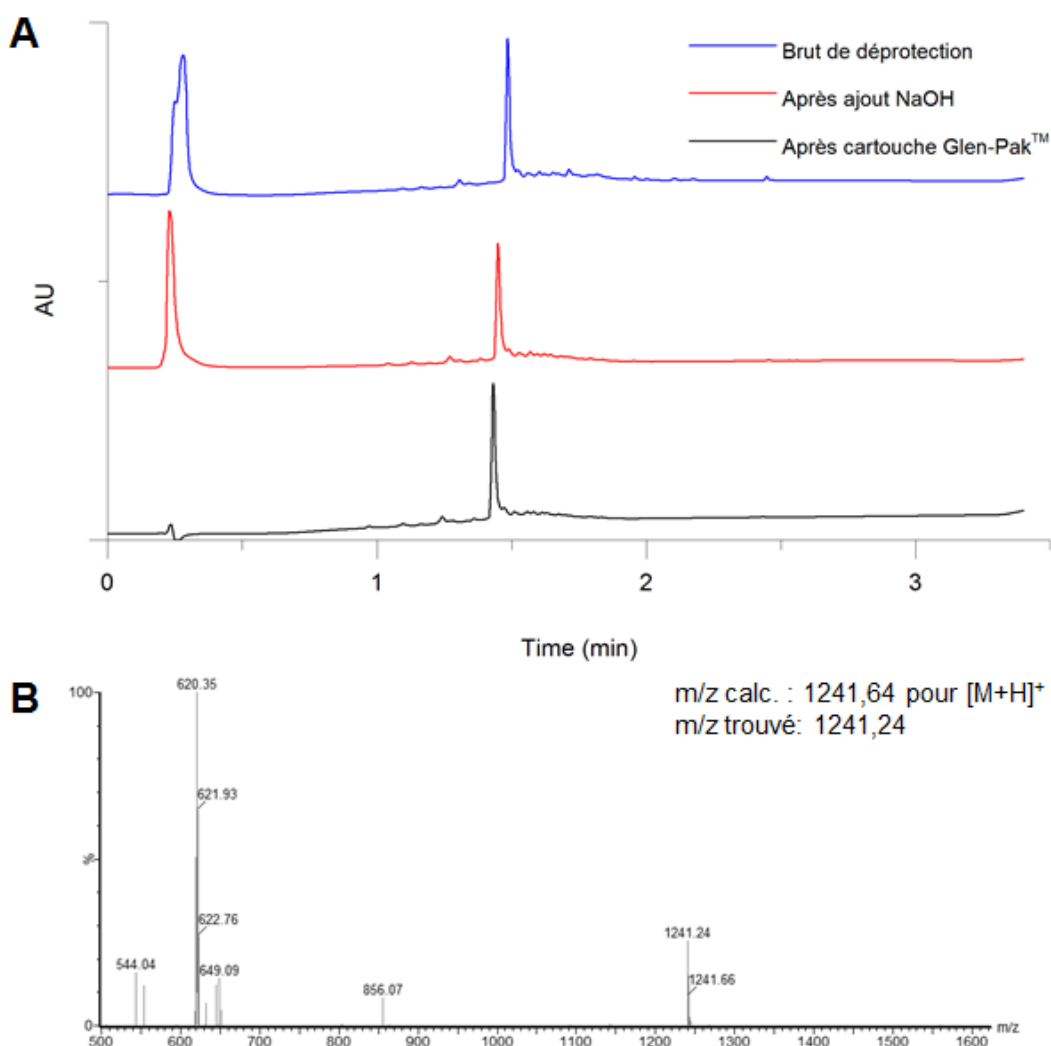 A
Brut de déprotection
Après ajout NaOH
Après cartouche Glen-Pak™
AU
0 1 2 3
Time (min)
B
m/z calc. : 1241,64 pour [M+H]⁺
m/z trouvé: 1241,24
100
620.35
621.93
%
622.76
544.04
649.09
856.07
1241.24
1241.66
0
m/z
500 600 700 800 900 1000 1100 1200 1300 1400 1500 1600